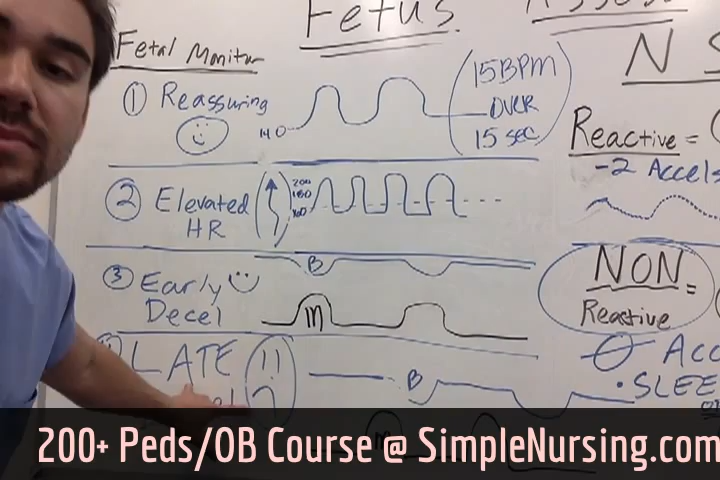 Fetus
Assess
Fetal Monitor
N S
① Reassuring
140
15 BPM
OVER
15 SEC
Reactive =
-2 Accels
② Elevated
HR
200
180
160
③ Early
Decel
B
m
NON
Reactive =
LATE
B
ACC
• SLEE
200+ Peds/OB Course @ SimpleNursing.com